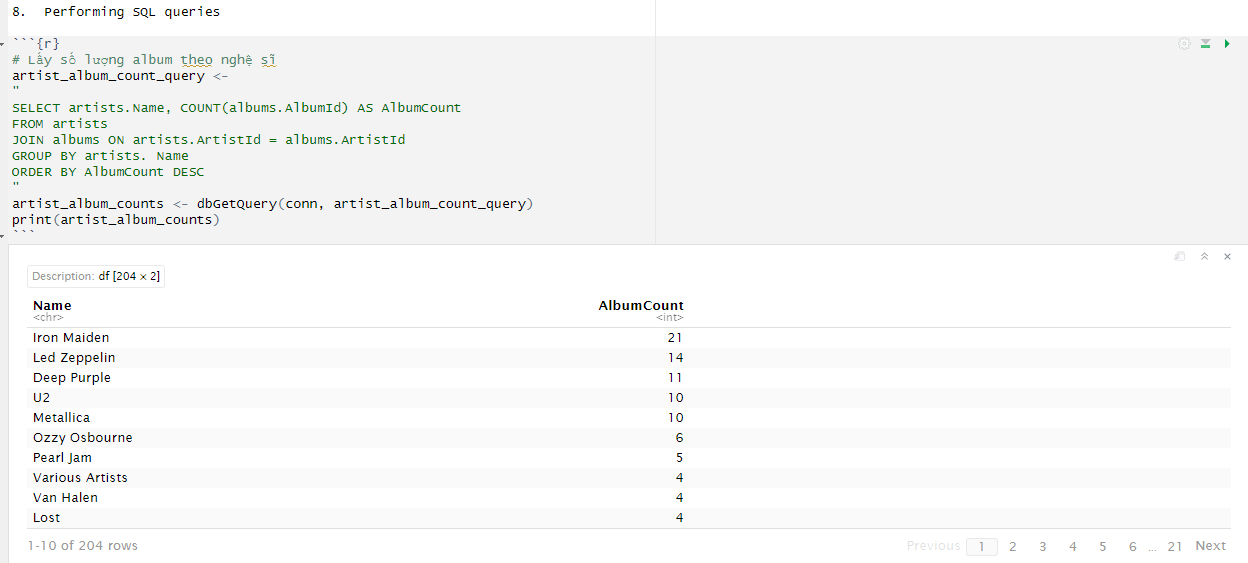 8.  Performing SQL queries
```{r}
# Lấy số lượng album theo nghệ sĩ
artist_album_count_query <-
"
SELECT artists.Name, COUNT(albums.AlbumId) AS AlbumCount
FROM artists
JOIN albums ON artists.ArtistId = albums.ArtistId
GROUP BY artists. Name
ORDER BY AlbumCount DESC
"
artist_album_counts <- dbGetQuery(conn, artist_album_count_query)
print(artist_album_counts)
```
Description: df [204 × 2]
Name AlbumCount
<chr> <int>
Iron Maiden 21
Led Zeppelin 14
Deep Purple 11
U2 10
Metallica 10
Ozzy Osbourne 6
Pearl Jam 5
Various Artists 4
Van Halen 4
Lost 4
1-10 of 204 rows Previous 1 2 3 4 5 6 ... 21 Next